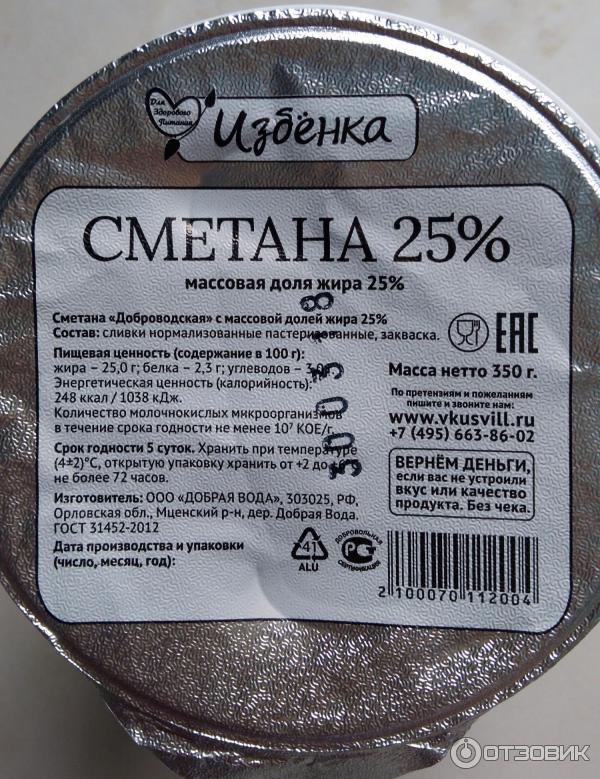 Для
Здорового
Питания
Избёнка
СМЕТАНА 25%
массовая доля жира 25%
Сметана «Доброводская» с массовой долей жира 25%
Состав: сливки нормализованные пастеризованные, закваска.
Пищевая ценность (содержание в 100 г):
жира – 25,0 г; белка – 2,3 г; углеводов –
Энергетическая ценность (калорийность):
248 ккал / 1038 кДж.
Количество молочнокислых микроорганизмов
в течение срока годности не менее 10⁷ КОЕ/г.
Срок годности 5 суток. Хранить при температуре
(4±2)°С, открытую упаковку хранить от +2 до
не более 72 часов.
Изготовитель: ООО «ДОБРАЯ ВОДА», 303025, РФ,
Орловская обл., Мценский р-н, дер. Добрая Вода.
ГОСТ 31452-2012
Дата производства и упаковки
(число, месяц, год):
EAC
Масса нетто 350 г.
По претензиям и пожеланиям
пишите и звоните нам:
www.vkusvill.ru
+7 (495) 663-86-02
ВЕРНЁМ ДЕНЬГИ,
если вас не устроили
вкус или качество
продукта. Без чека.
41
ALU
ДОБРОВОЛЬНАЯ
СЕРТИФИКАЦИЯ
2 100070 112004
ОТЗОВИК